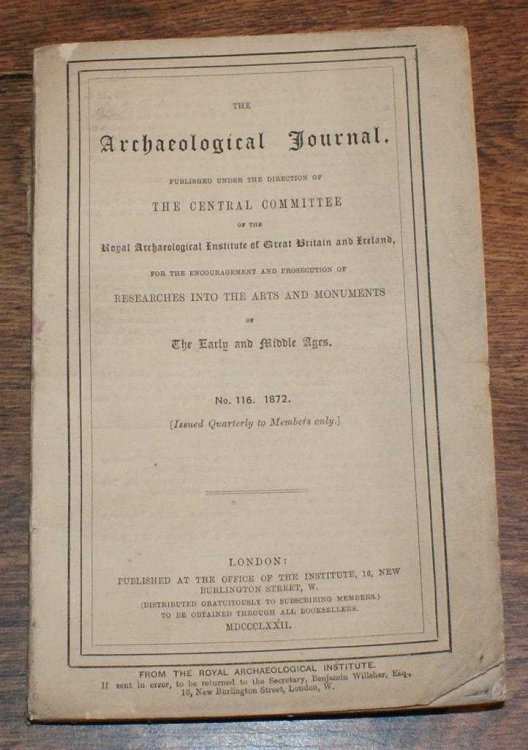 THE
Archaeological Journal.
PUBLISHED UNDER THE DIRECTION OF
THE CENTRAL COMMITTEE
OF THE
Royal Archaeological Institute of Great Britain and Ireland,
FOR THE ENCOURAGEMENT AND PROSECUTION OF
RESEARCHES INTO THE ARTS AND MONUMENTS
OF
The Early and Middle Ages.
No. 116. 1872.
[Issued Quarterly to Members only.]
LONDON:
PUBLISHED AT THE OFFICE OF THE INSTITUTE, 16, NEW
BURLINGTON STREET, W.
(DISTRIBUTED GRATUITOUSLY TO SUBSCRIBING MEMBERS.)
TO BE OBTAINED THROUGH ALL BOOKSELLERS.
MDCCCLXXII.
FROM THE ROYAL ARCHAEOLOGICAL INSTITUTE.
If sent in error, to be returned to the Secretary, Benjamin Willsher, Esq.,
16, New Burlington Street, London, W.